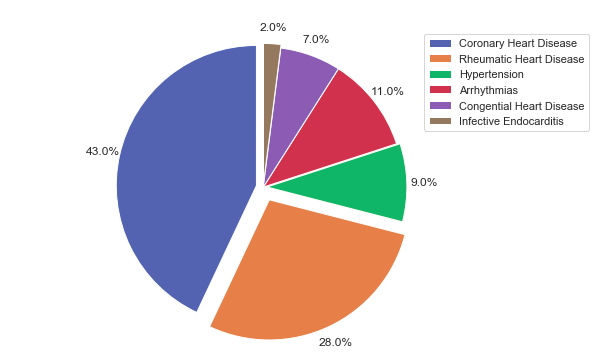 2.0%
7.0%
11.0%
43.0%
9.0%
28.0%
Coronary Heart Disease
Rheumatic Heart Disease
Hypertension
Arrhythmias
Congential Heart Disease
Infective Endocarditis